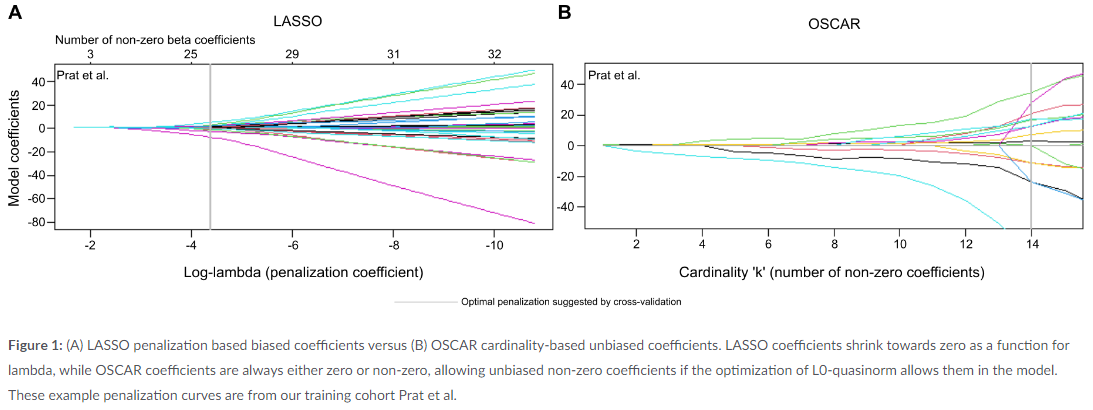 A
LASSO
Number of non-zero beta coefficients
3 25 29 31 32
Prat et al.
Model coefficients
40
20
0
-20
-40
-60
-80
-2 -4 -6 -8 -10
Log-lambda (penalization coefficient)
B
OSCAR
Prat et al.
40
20
0
-20
-40
2 4 6 8 10 12 14
Cardinality 'k' (number of non-zero coefficients)
Optimal penalization suggested by cross-validation
Figure 1: (A) LASSO penalization based biased coefficients versus (B) OSCAR cardinality-based unbiased coefficients. LASSO coefficients shrink towards zero as a function for
lambda, while OSCAR coefficients are always either zero or non-zero, allowing unbiased non-zero coefficients if the optimization of L0-quasinorm allows them in the model.
These example penalization curves are from our training cohort Prat et al.